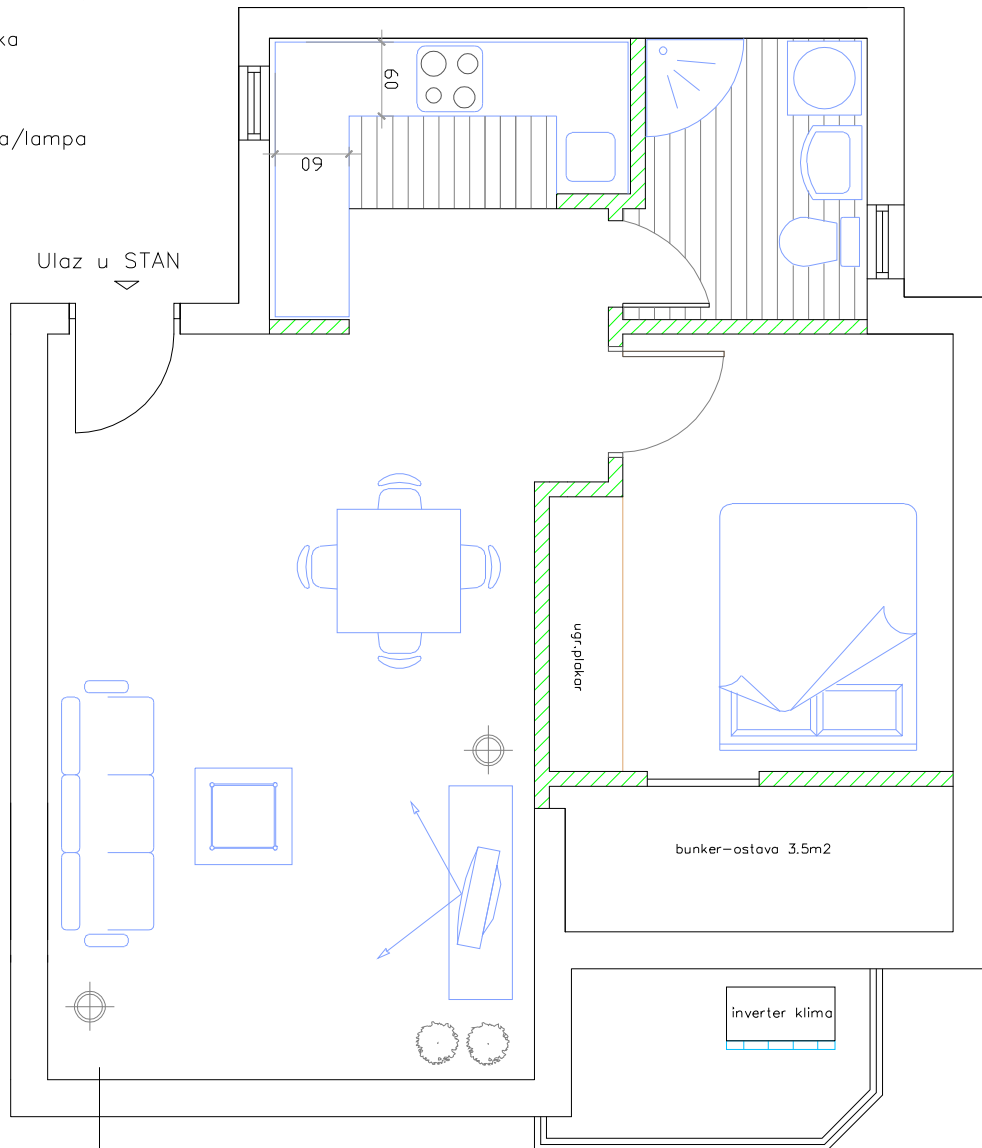 ka
a/lampa
Ulaz u STAN
60
60
ugr.plakar
bunker-ostava 3.5m2
inverter klima